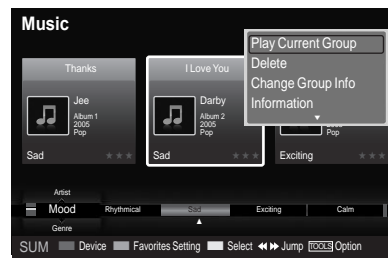 Music
Play Current Group
Delete
Change Group Info
Information
Thanks
Jee
Album 1
2005
Pop
Sad
I Love You
Darby
Album 2
2005
Pop
Sad
Pop
Exciting
Artist
Mood
Rhythmical
Sad
Exciting
Calm
Genre
SUM
Device
Favorites Setting
Select
Jump
TOOLS
Option